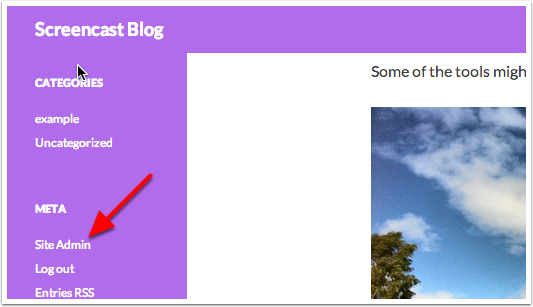 Screencast Blog
CATEGORIES
example
Uncategorized
META
Site Admin
Log out
Entries RSS
Some of the tools migh